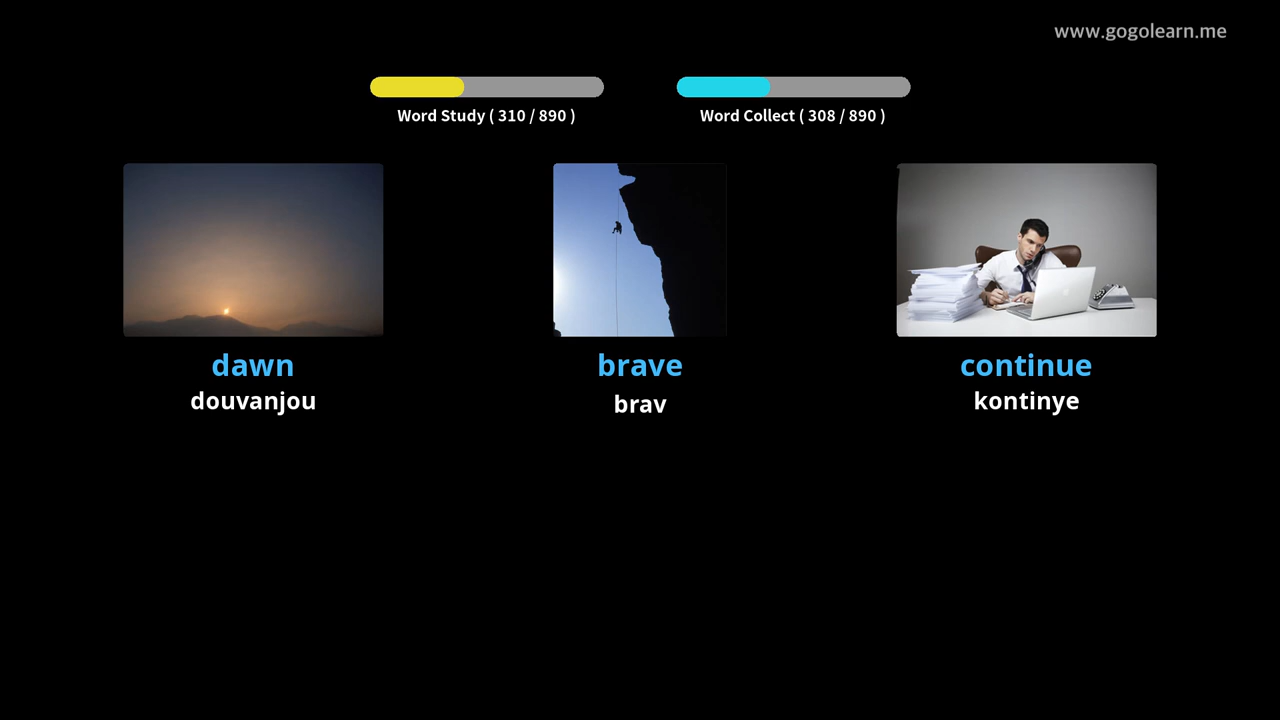 www.gogolearn.me
Word Study ( 310 / 890 )
Word Collect ( 308 / 890 )
dawn
douvanjou
brave
brav
continue
kontinye